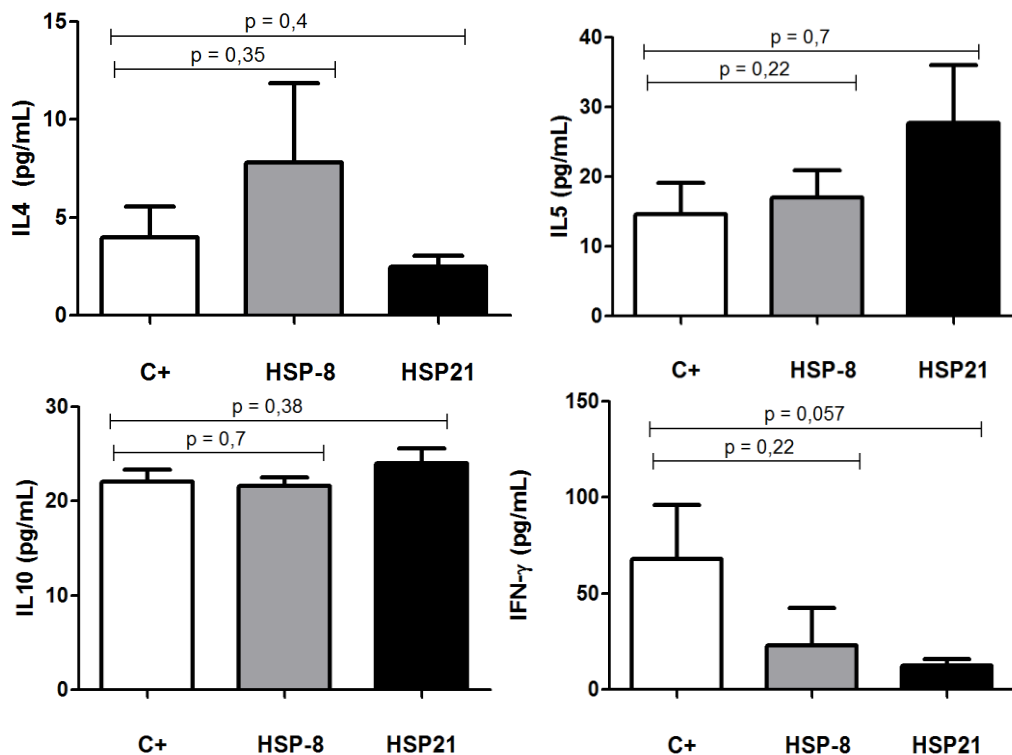 p = 0,4
p = 0,35
15
10
5
0
IL4 (pg/mL)
C+ HSP-8 HSP21
p = 0,7
p = 0,22
40
30
20
10
0
IL5 (pg/mL)
C+ HSP-8 HSP21
p = 0,38
p = 0,7
30
20
10
0
IL10 (pg/mL)
C+ HSP-8 HSP21
p = 0,057
p = 0,22
150
100
50
0
IFN-γ (pg/mL)
C+ HSP-8 HSP21